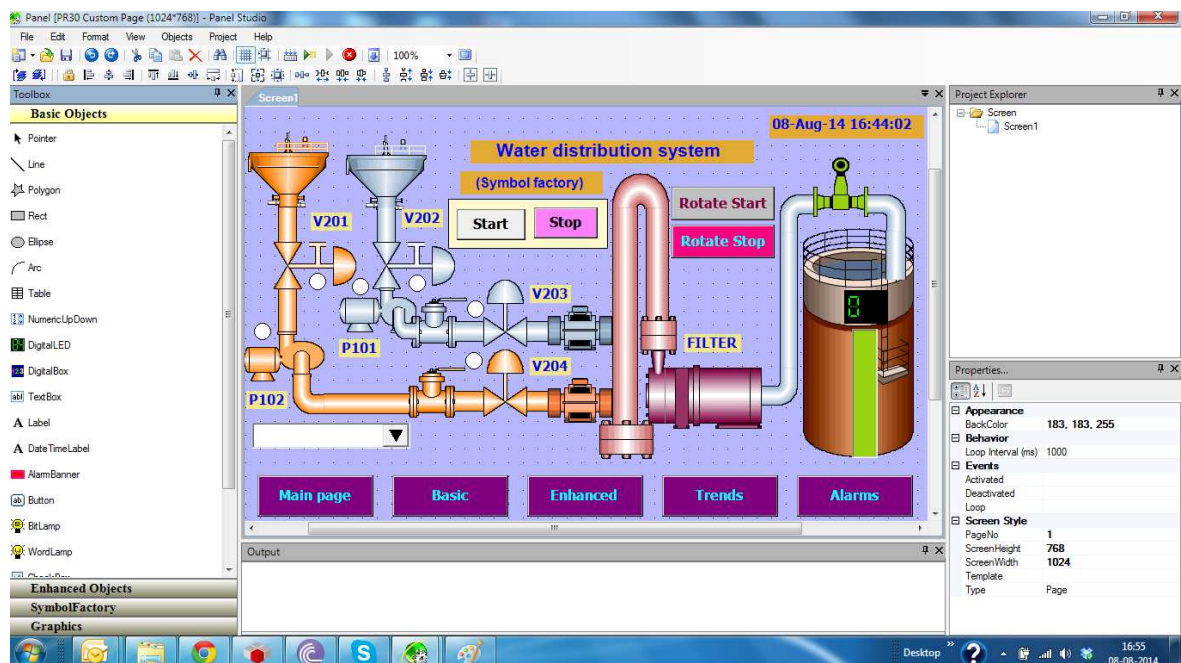 Panel [PR30 Custom Page (1024*768)] - Panel Studio
File Edit Format View Objects Project Help
100%
Toolbox
Basic Objects
Pointer
Line
Polygon
Rect
Ellipse
Arc
Table
NumericUpDown
DigitalLED
DigitalBox
TextBox
Label
DateTimeLabel
AlarmBanner
Button
BitLamp
WordLamp
CheckBox
Enhanced Objects
SymbolFactory
Graphics
Screen1
08-Aug-14 16:44:02
Water distribution system
(Symbol factory)
Start Stop
Rotate Start
Rotate Stop
V201
V202
V203
P101
FILTER
V204
P102
0
Main page Basic Enhanced Trends Alarms
Output
Project Explorer
Screen
Screen1
Properties...
Appearance
BackColor 183, 183, 255
Behavior
Loop Interval (ms) 1000
Events
Activated
Deactivated
Loop
Screen Style
PageNo 1
ScreenHeight 768
ScreenWidth 1024
Template
Type Page
Desktop
16:55
08-08-2014